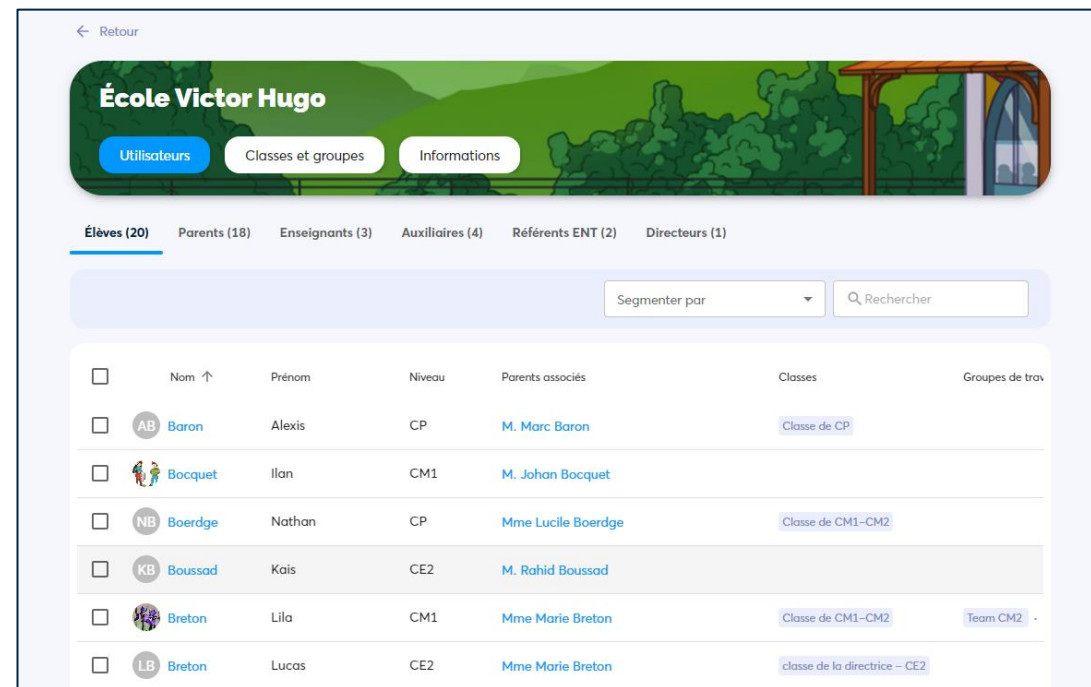 ← Retour
École Victor Hugo
Utilisateurs Classes et groupes Informations
Élèves (20) Parents (18) Enseignants (3) Auxiliaires (4) Référents ENT (2) Directeurs (1)
Segmenter par Rechercher
Nom ↑ Prénom Niveau Parents associés Classes Groupes de trav
AB Baron Alexis CP M. Marc Baron Classe de CP
Bocquet Ilan CM1 M. Johan Bocquet
NB Boerdge Nathan CP Mme Lucile Boerdge Classe de CM1–CM2
KB Boussad Kais CE2 M. Rahid Boussad
Breton Lila CM1 Mme Marie Breton Classe de CM1–CM2 Team CM2
LB Breton Lucas CE2 Mme Marie Breton classe de la directrice – CE2